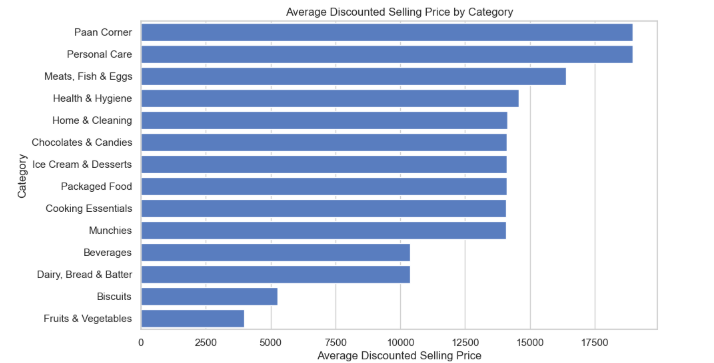 Average Discounted Selling Price by Category
Category
Paan Corner
Personal Care
Meats, Fish & Eggs
Health & Hygiene
Home & Cleaning
Chocolates & Candies
Ice Cream & Desserts
Packaged Food
Cooking Essentials
Munchies
Beverages
Dairy, Bread & Batter
Biscuits
Fruits & Vegetables
0 2500 5000 7500 10000 12500 15000 17500
Average Discounted Selling Price